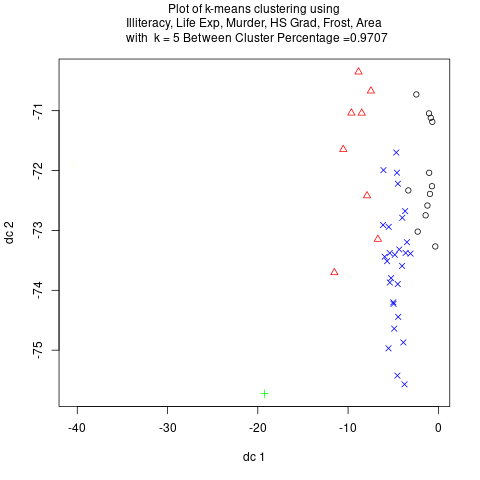 Plot of k-means clustering using
Illiteracy, Life Exp, Murder, HS Grad, Frost, Area
with  k = 5 Between Cluster Percentage =0.9707
-71
-72
-73
-74
-75
dc 2
-40
-30
-20
-10
0
dc 1